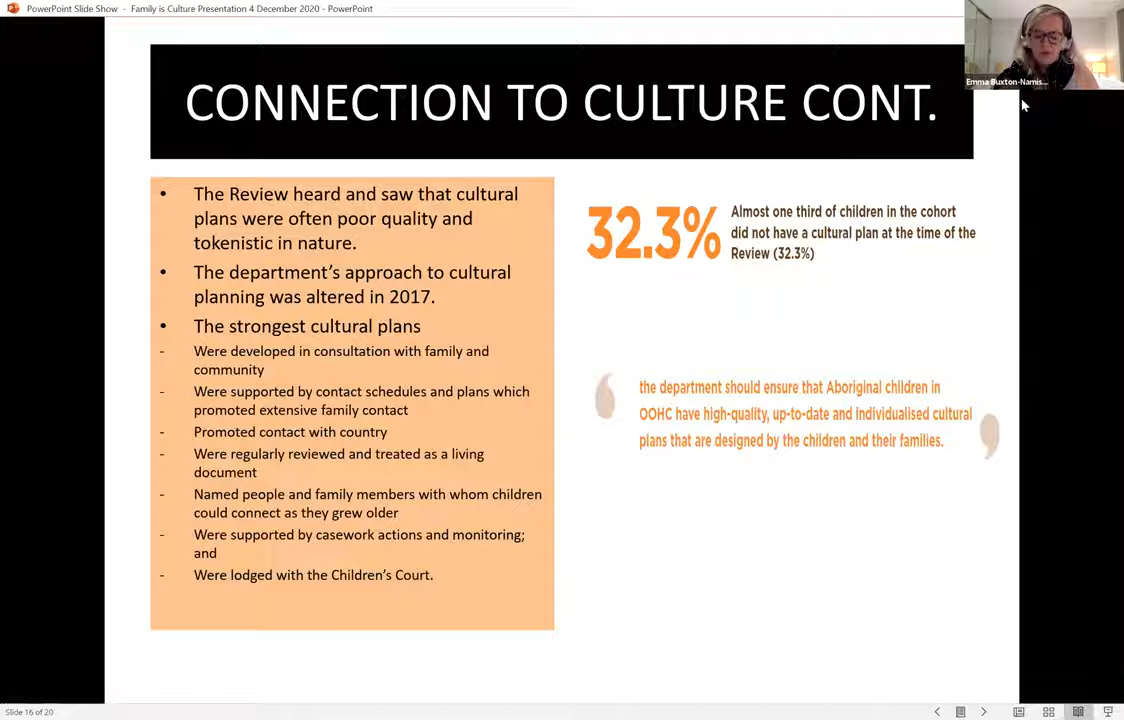 PowerPoint Slide Show - Family is Culture Presentation 4 December 2020 - PowerPoint
Emma Buxton-Namis...
CONNECTION TO CULTURE CONT.
• The Review heard and saw that cultural
plans were often poor quality and
tokenistic in nature.
• The department's approach to cultural
planning was altered in 2017.
• The strongest cultural plans
- Were developed in consultation with family and
community
- Were supported by contact schedules and plans which
promoted extensive family contact
- Promoted contact with country
- Were regularly reviewed and treated as a living
document
- Named people and family members with whom children
could connect as they grew older
- Were supported by casework actions and monitoring;
and
- Were lodged with the Children's Court.
32.3%
Almost one third of children in the cohort
did not have a cultural plan at the time of the
Review (32.3%)
the department should ensure that Aboriginal children in
OOHC have high-quality, up-to-date and individualised cultural
plans that are designed by the children and their families.
Slide 16 of 20